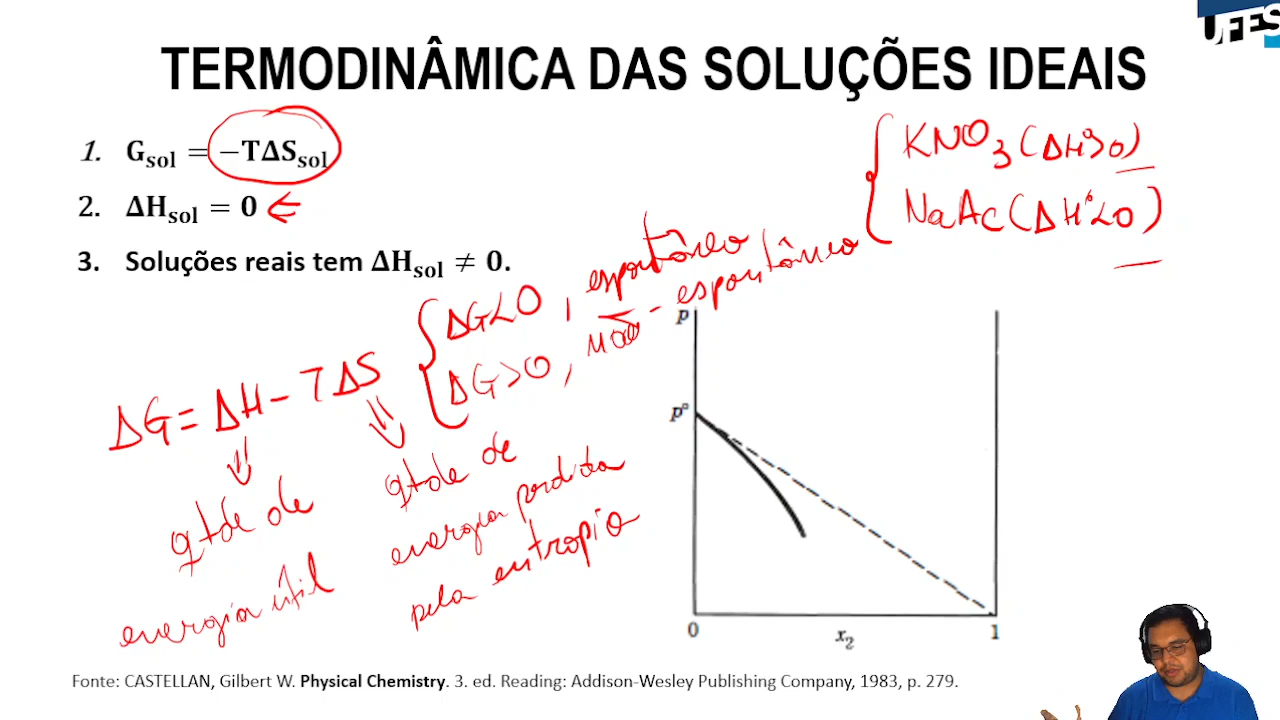 UFES
TERMODINÂMICA DAS SOLUÇÕES IDEAIS
1. G_sol = −TΔS_sol
2. ΔH_sol = 0 ⇐
3. Soluções reais tem ΔH_sol ≠ 0.
KNO₃ (ΔH°>0)
NaAc (ΔH°<0)
ΔG = ΔH − TΔS
ΔG<0, espontâneo
ΔG>0, não-espontâneo
qtde de
energia útil
qtde de
energia perdida
pela entropia
p
p°
0
x₂
1
Fonte: CASTELLAN, Gilbert W. Physical Chemistry. 3. ed. Reading: Addison-Wesley Publishing Company, 1983, p. 279.